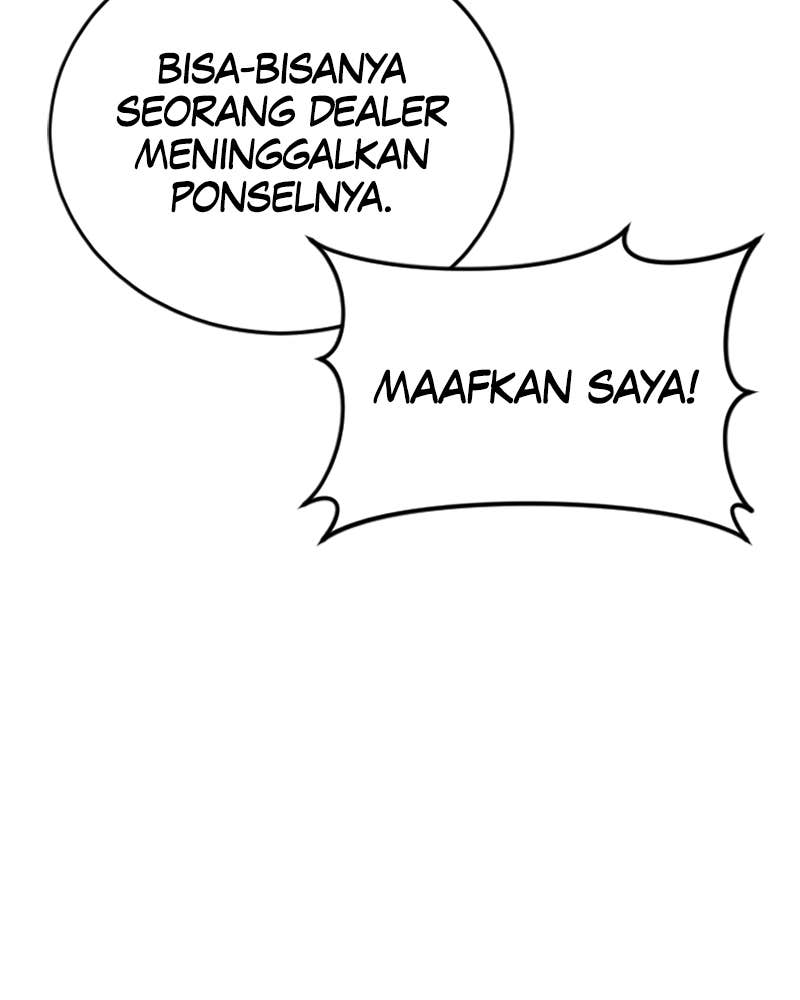 BISA-BISANYA
SEORANG DEALER
MENINGGALKAN
PONSELNYA.
MAAFKAN SAYA!